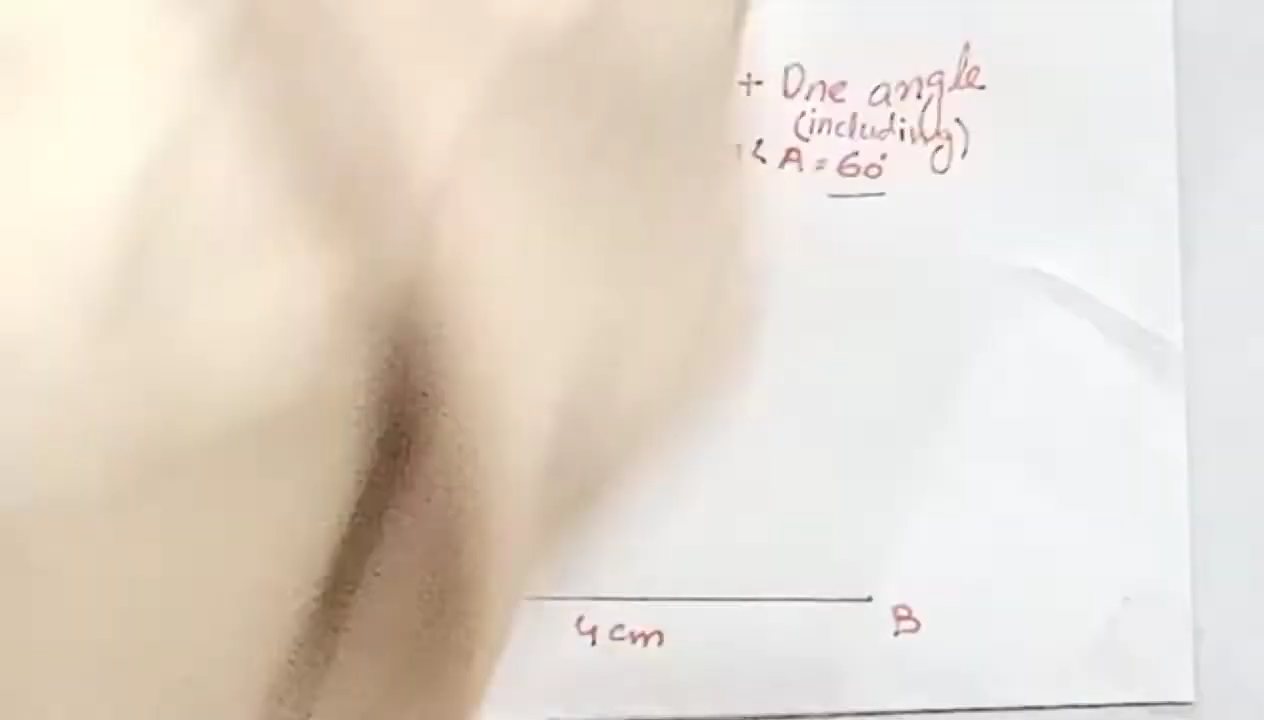 + One angle
(including)
∠A = 60°
4 cm
B